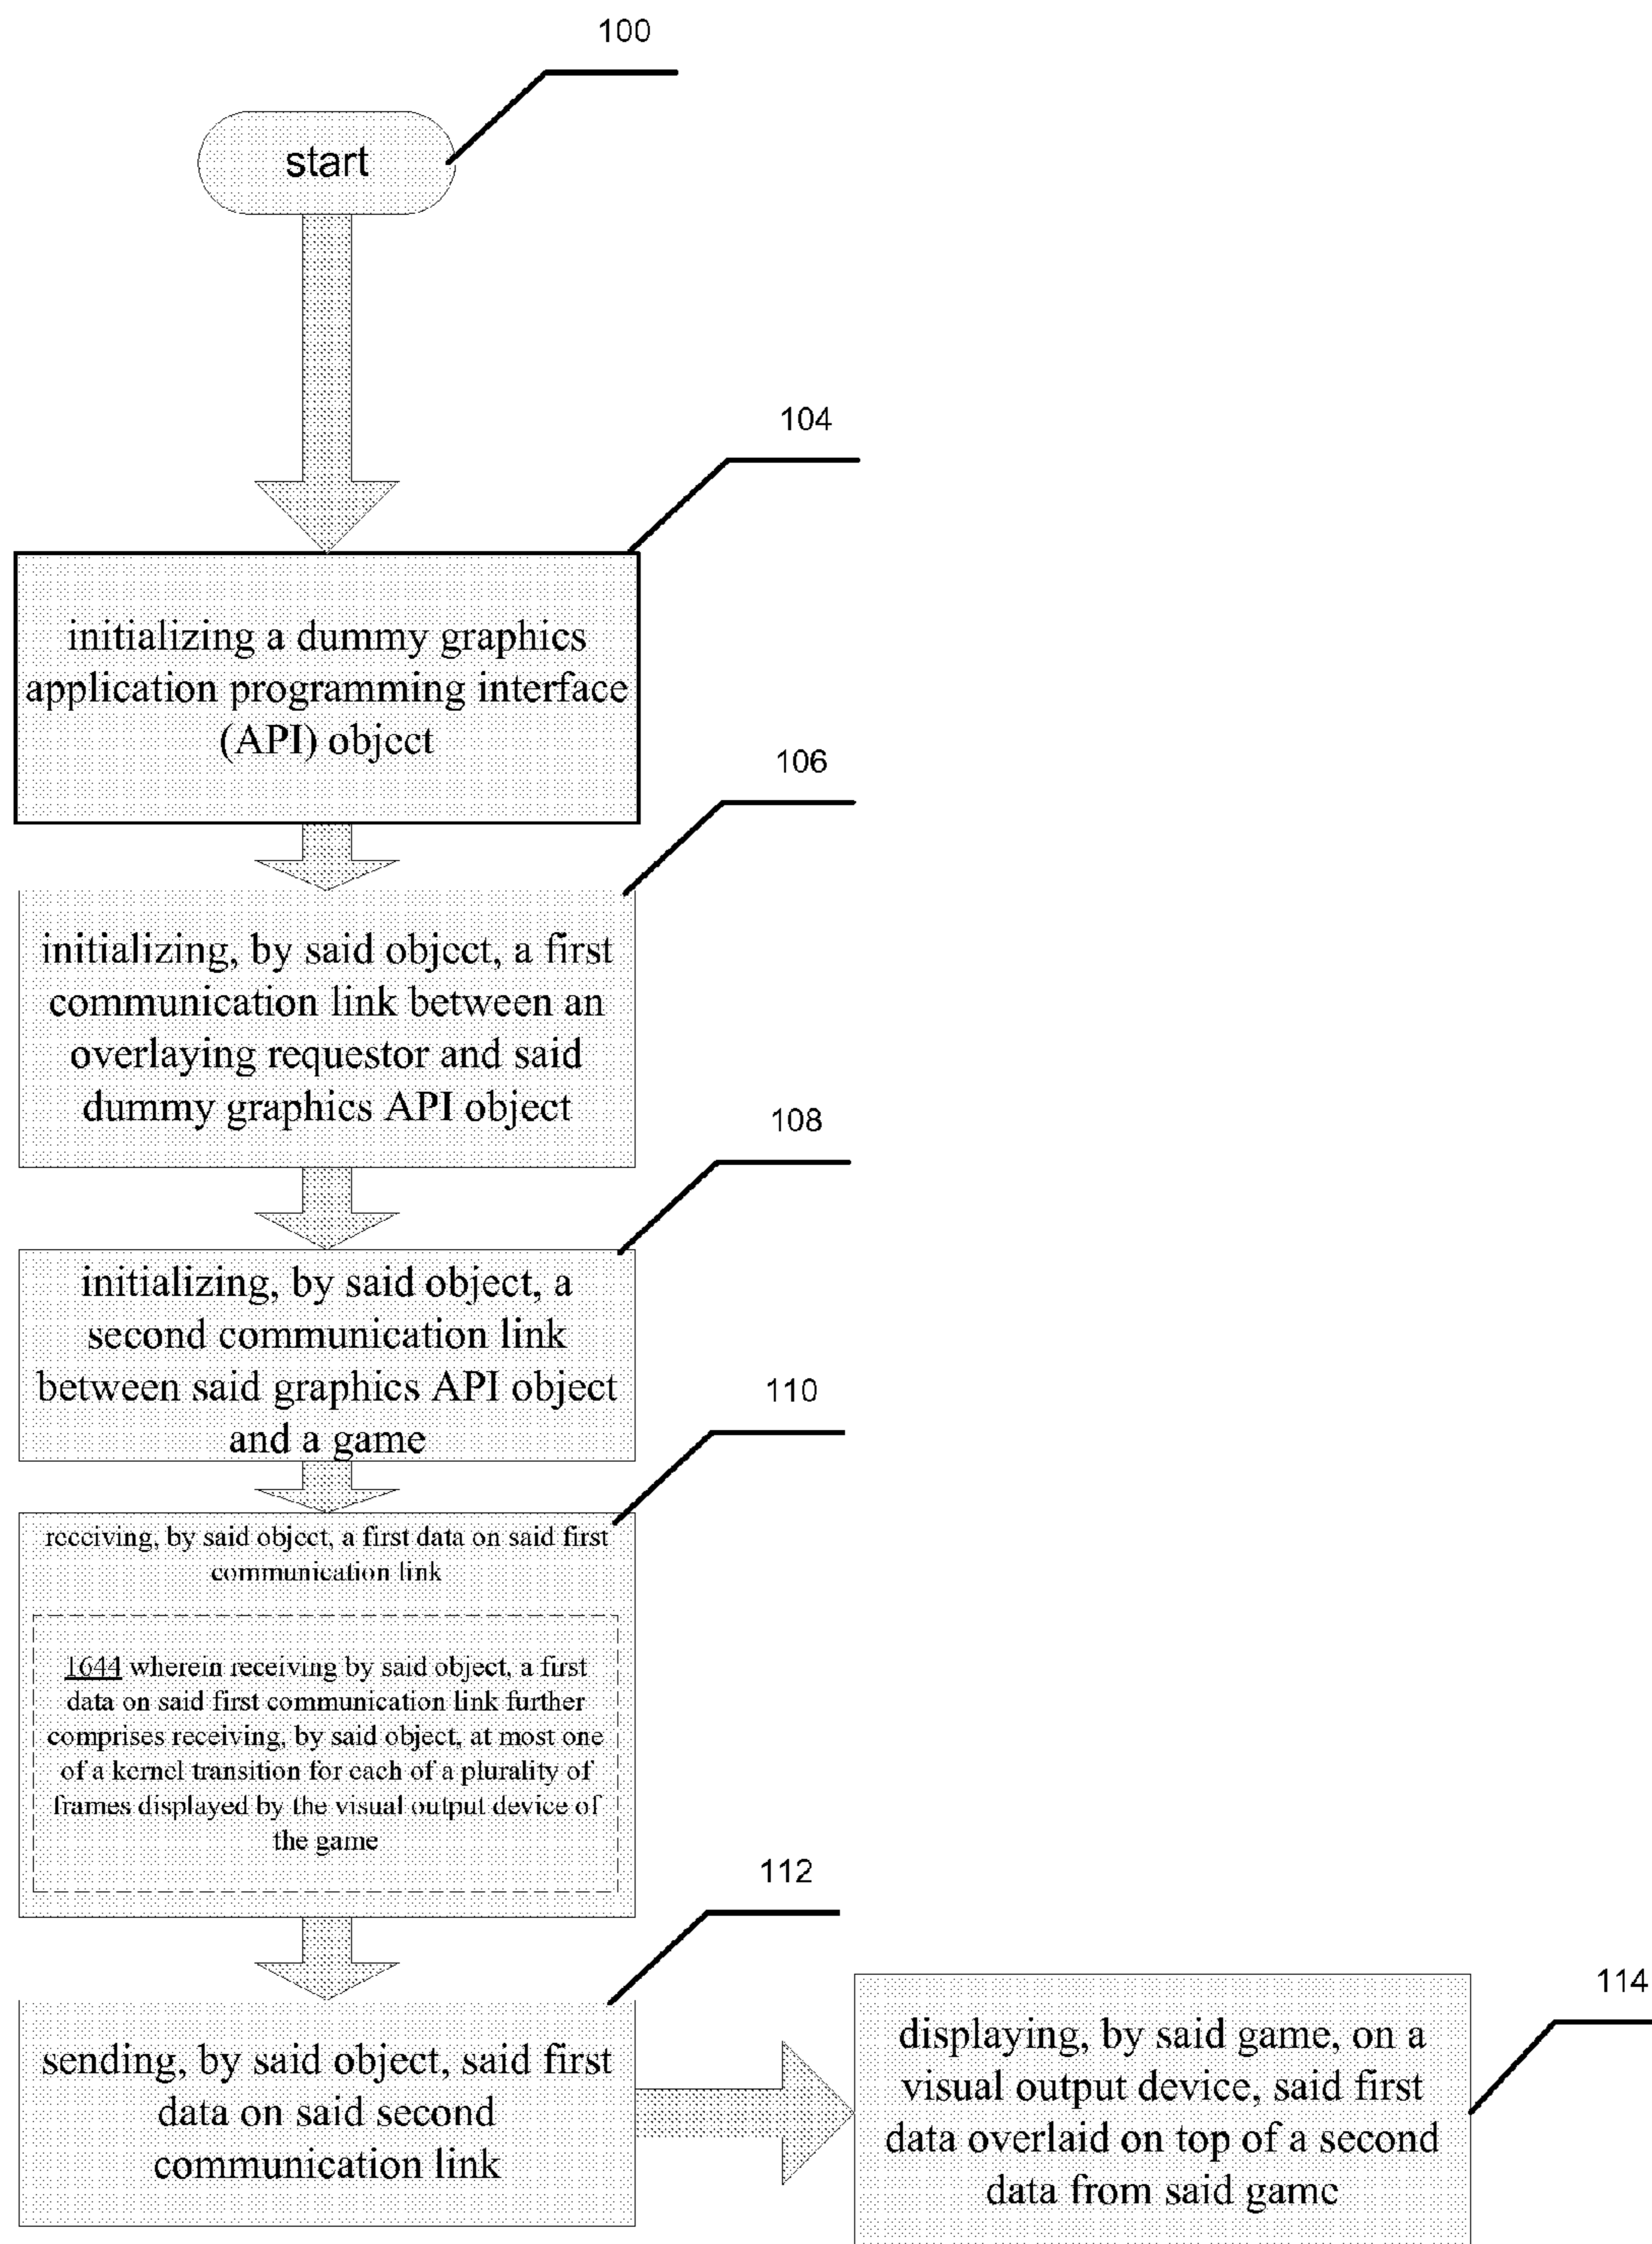 100
start
104
initializing a dummy graphics
application programming interface
(API) object
106
initializing, by said object, a first
communication link between an
overlaying requestor and said
dummy graphics API object
108
initializing, by said object, a
second communication link
between said graphics API object
and a game
110
receiving, by said object, a first data on said first
communication link
1644 wherein receiving by said object, a first
data on said first communication link further
comprises receiving, by said object, at most one
of a kernel transition for each of a plurality of
frames displayed by the visual output device of
the game
112
sending, by said object, said first
data on said second
communication link
114
displaying, by said game, on a
visual output device, said first
data overlaid on top of a second
data from said game